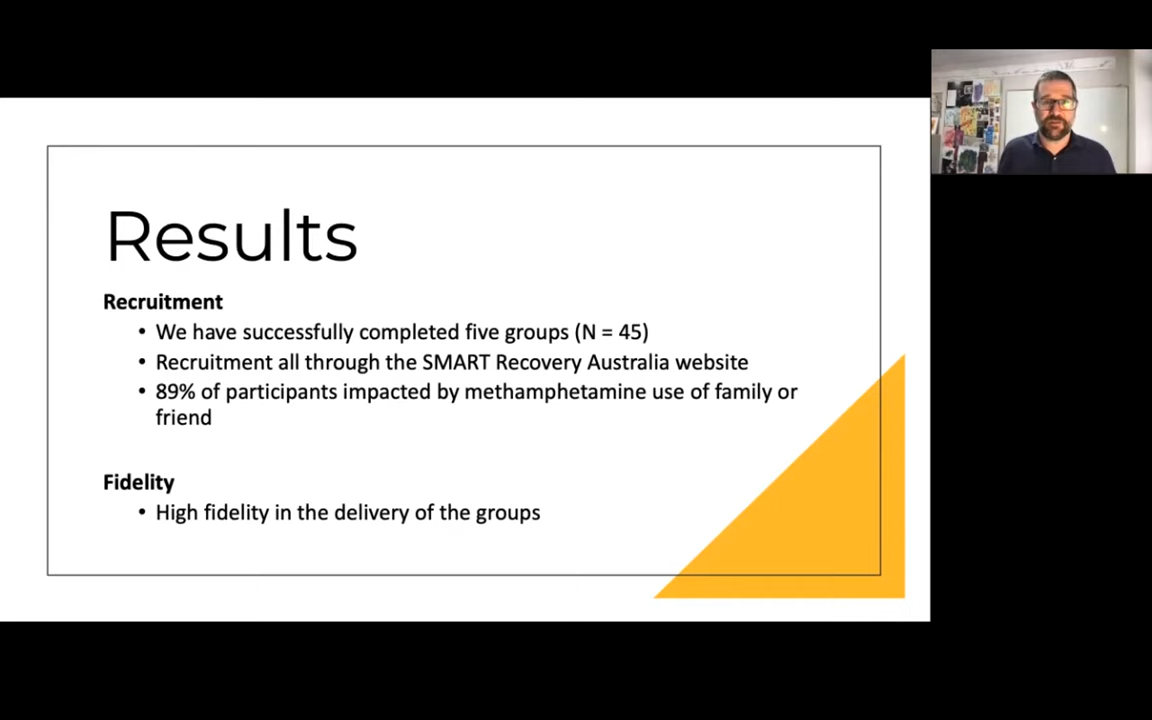 Results
Recruitment
• We have successfully completed five groups (N = 45)
• Recruitment all through the SMART Recovery Australia website
• 89% of participants impacted by methamphetamine use of family or
friend
Fidelity
• High fidelity in the delivery of the groups